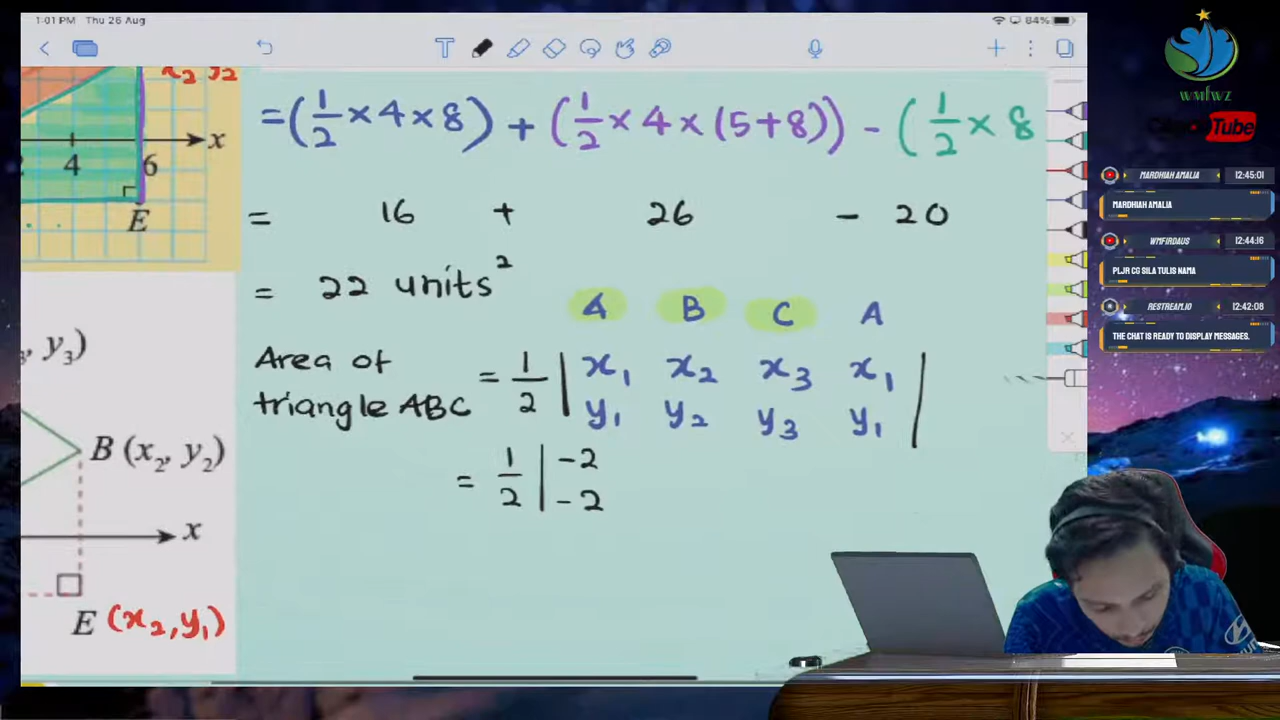 1:01 PM Thu 26 Aug
84%
x₂ y₂
=(1/2 × 4 × 8) + (1/2 × 4 × (5+8)) - (1/2 × 8
4 6 x
E
= 16 + 26 - 20
= 22 units²
A B C A
, y₃)
Area of triangle ABC = 1/2 | x₁ x₂ x₃ x₁
y₁ y₂ y₃ y₁ |
B (x₂, y₂)
= 1/2 | -2
-2
x
E (x₂, y₁)
T
WMFWZ
Tube
MARDHIAH AMALIA 12:45:01
MARDHIAH AMALIA
WMFIRDAUS 12:44:16
PLJR CG SILA TULIS NAMA
RESTREAM.IO 12:42:08
THE CHAT IS READY TO DISPLAY MESSAGES.